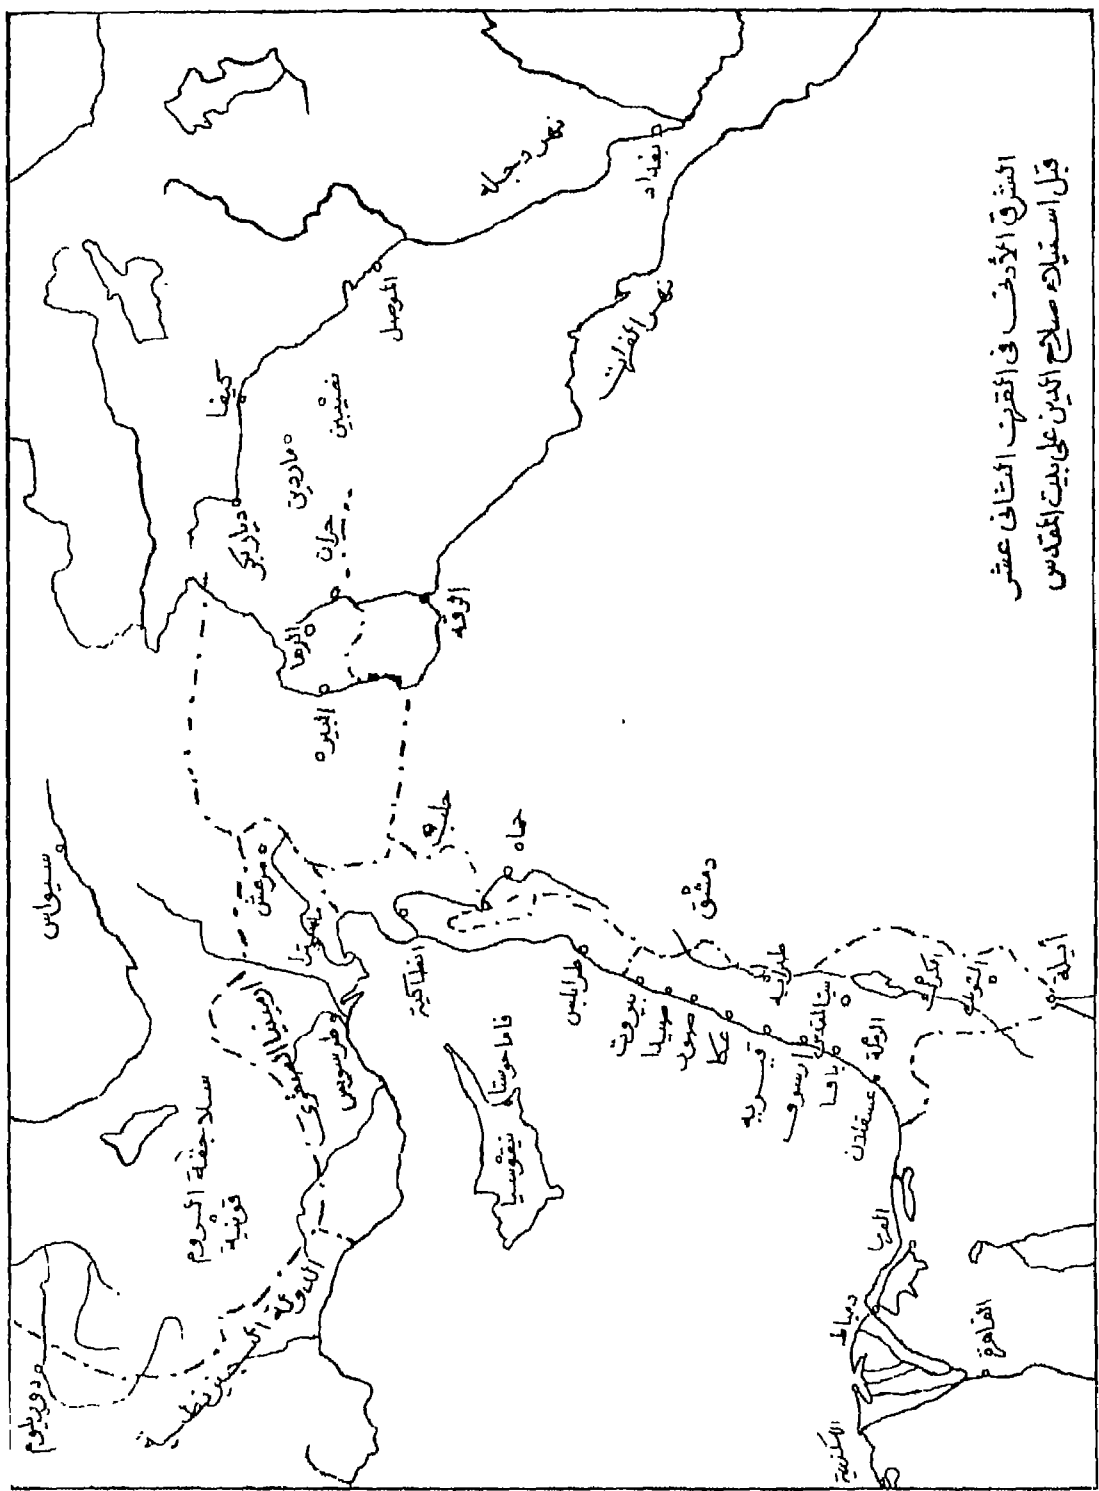 الشرق الأدنى في القرن الثاني عشر
قبل استيلاء صلاح الدين على بيت المقدس
نهر دجلة
بغداد
نهر الفرات
الموصل
كيفا
نصيبين
ماردين
ديار بكر
حران
الرقة
الرها
البيره
سيواس
مرعش
حلب
حماه
دمشق
انطاكية
طرابلس
بيروت
صيدا
صور
عكا
طبرية
قيسريه
ارسوف
يافا
بيت المقدس
الرملة
عسقلان
الكرك
الشوبك
أيلة
ارمينيا الصغرى
طرسوس
سلاجقة الروم
قونية
الدولة البيزنطية
دوريليوم
فاماجوستا
نيقوسيا
الفرما
دمياط
القاهرة
الاسكندرية